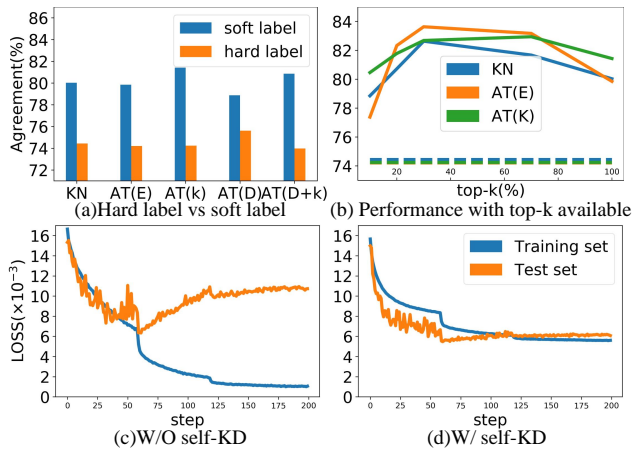 86
84
82
80
78
76
74
72
Agreement(%)
soft label
hard label
KN
AT(E)
AT(k)
AT(D)
AT(D+k)
(a)Hard label vs soft label
84
82
80
78
76
74
KN
AT(E)
AT(K)
20
40
60
80
100
top-k(%)
(b) Performance with top-k available
16
14
12
10
8
6
4
2
0
LOSS(×10⁻³)
0
25
50
75
100
125
150
175
200
step
(c)W/O self-KD
16
14
12
10
8
6
4
2
0
Training set
Test set
0
25
50
75
100
125
150
175
200
step
(d)W/ self-KD